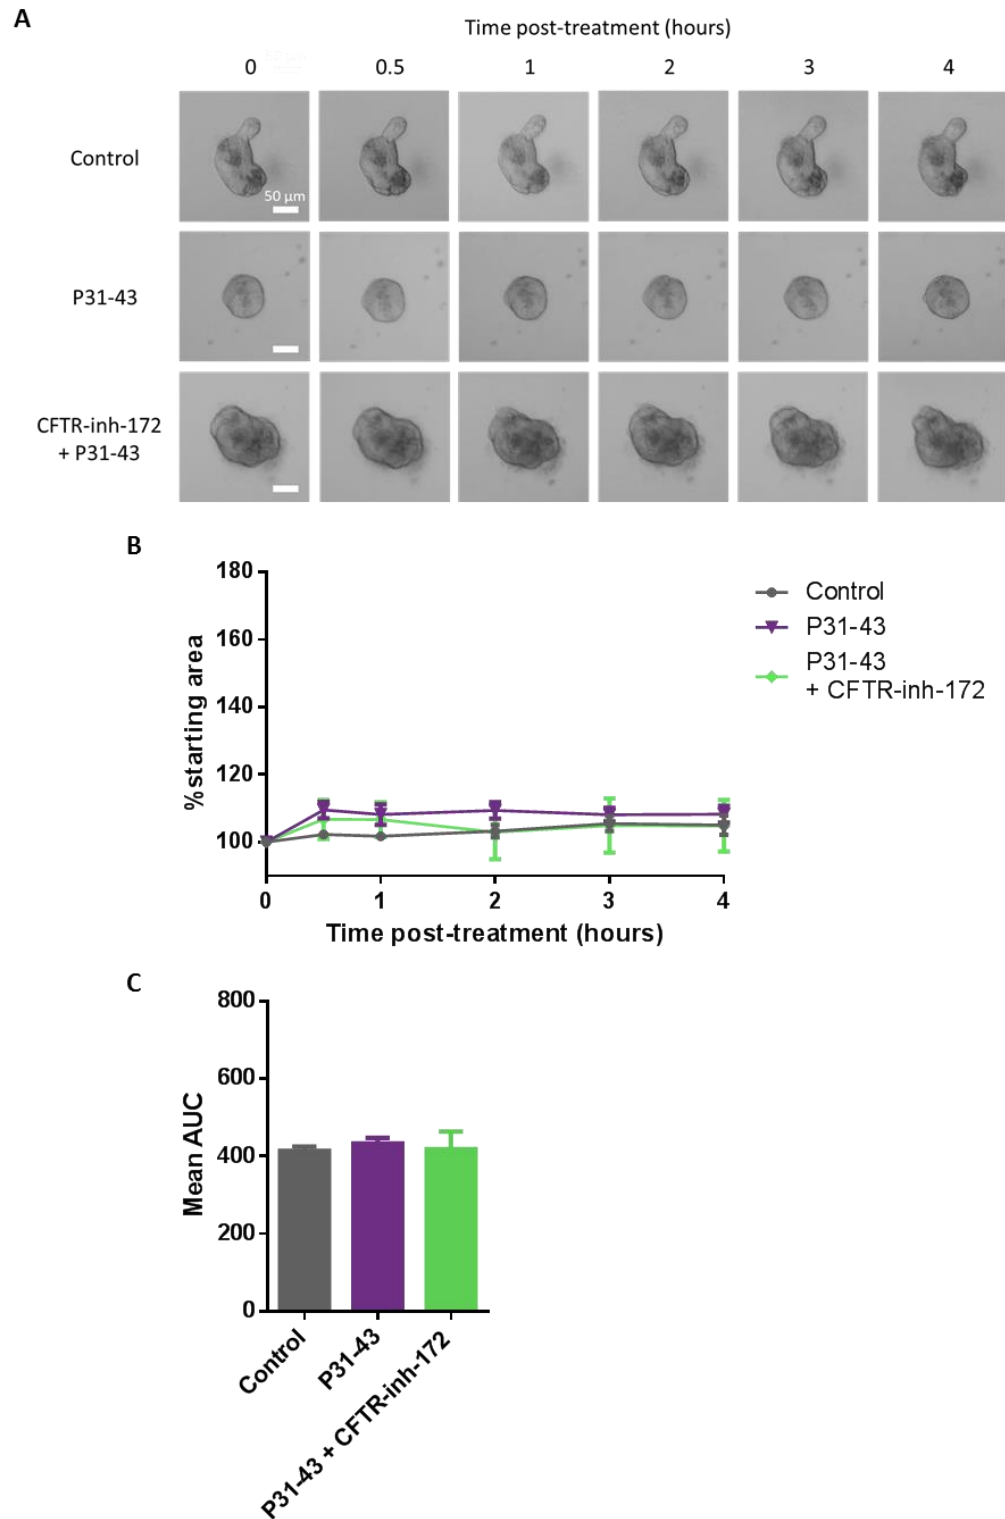 A
Time post-treatment (hours)
0 0.5 1 2 3 4
Control
50 µm
P31-43
CFTR-inh-172
+ P31-43
B
180
160
140
120
100
%starting area
0 1 2 3 4
Time post-treatment (hours)
Control
P31-43
P31-43
+ CFTR-inh-172
C
800
600
400
200
0
Mean AUC
Control
P31-43
P31-43 + CFTR-inh-172